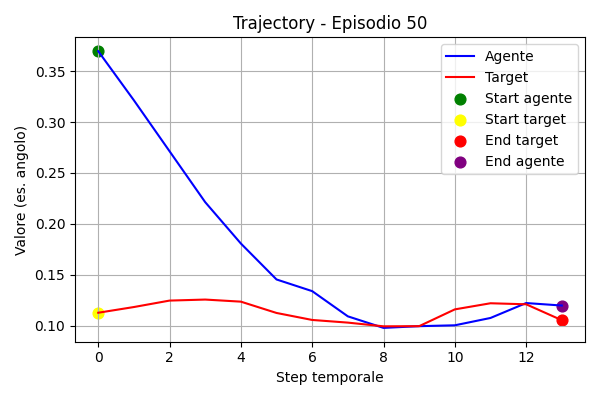 Trajectory - Episodio 50
Valore (es. angolo)
0.35
0.30
0.25
0.20
0.15
0.10
Agente
Target
Start agente
Start target
End target
End agente
0 2 4 6 8 10 12
Step temporale